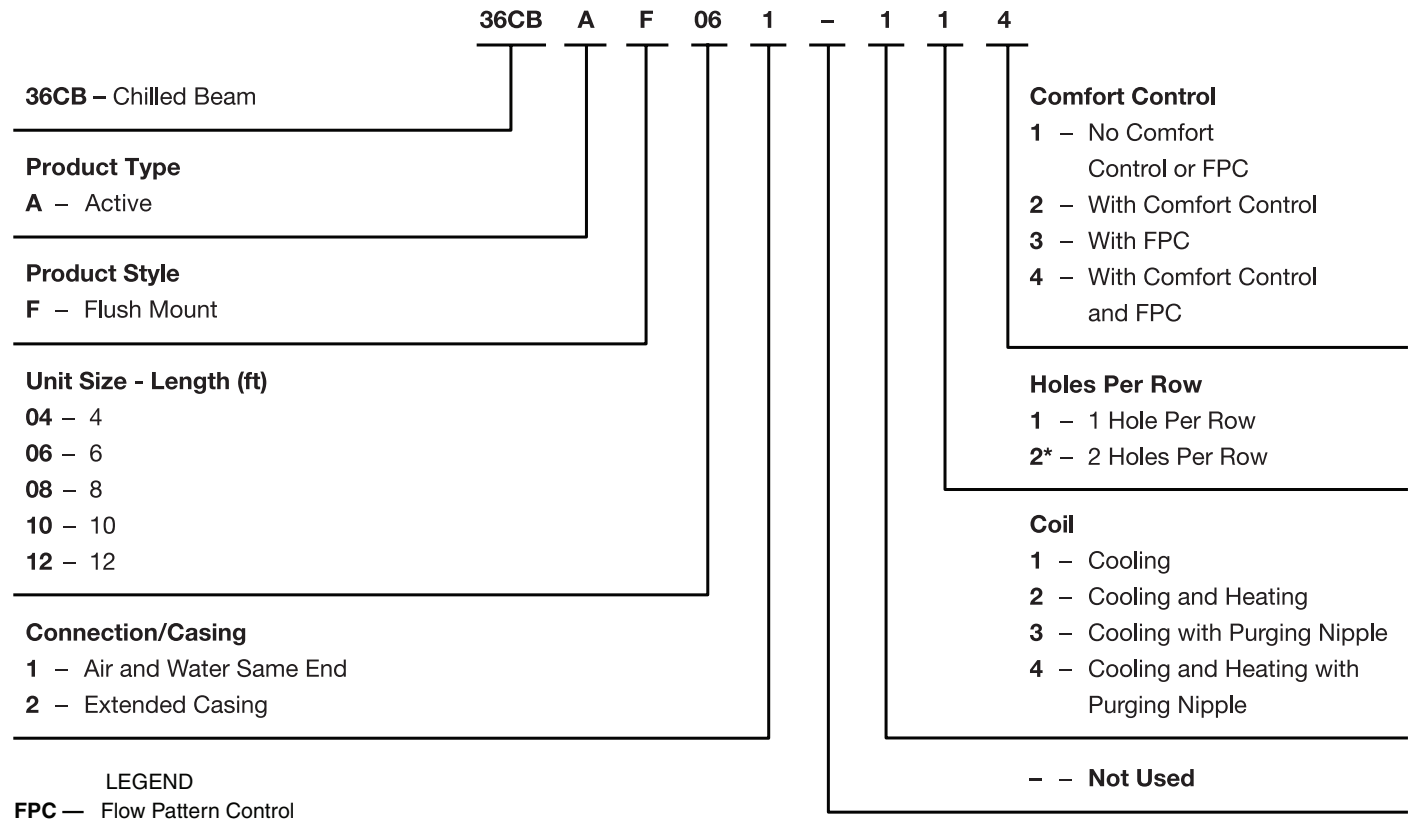 36CB A F 06 1 – 1 1 4
36CB – Chilled Beam
Product Type
A – Active
Product Style
F – Flush Mount
Unit Size - Length (ft)
04 – 4
06 – 6
08 – 8
10 – 10
12 – 12
Connection/Casing
1 – Air and Water Same End
2 – Extended Casing
LEGEND
FPC — Flow Pattern Control
Comfort Control
1 – No Comfort
Control or FPC
2 – With Comfort Control
3 – With FPC
4 – With Comfort Control
and FPC
Holes Per Row
1 – 1 Hole Per Row
2* – 2 Holes Per Row
Coil
1 – Cooling
2 – Cooling and Heating
3 – Cooling with Purging Nipple
4 – Cooling and Heating with
Purging Nipple
– – Not Used